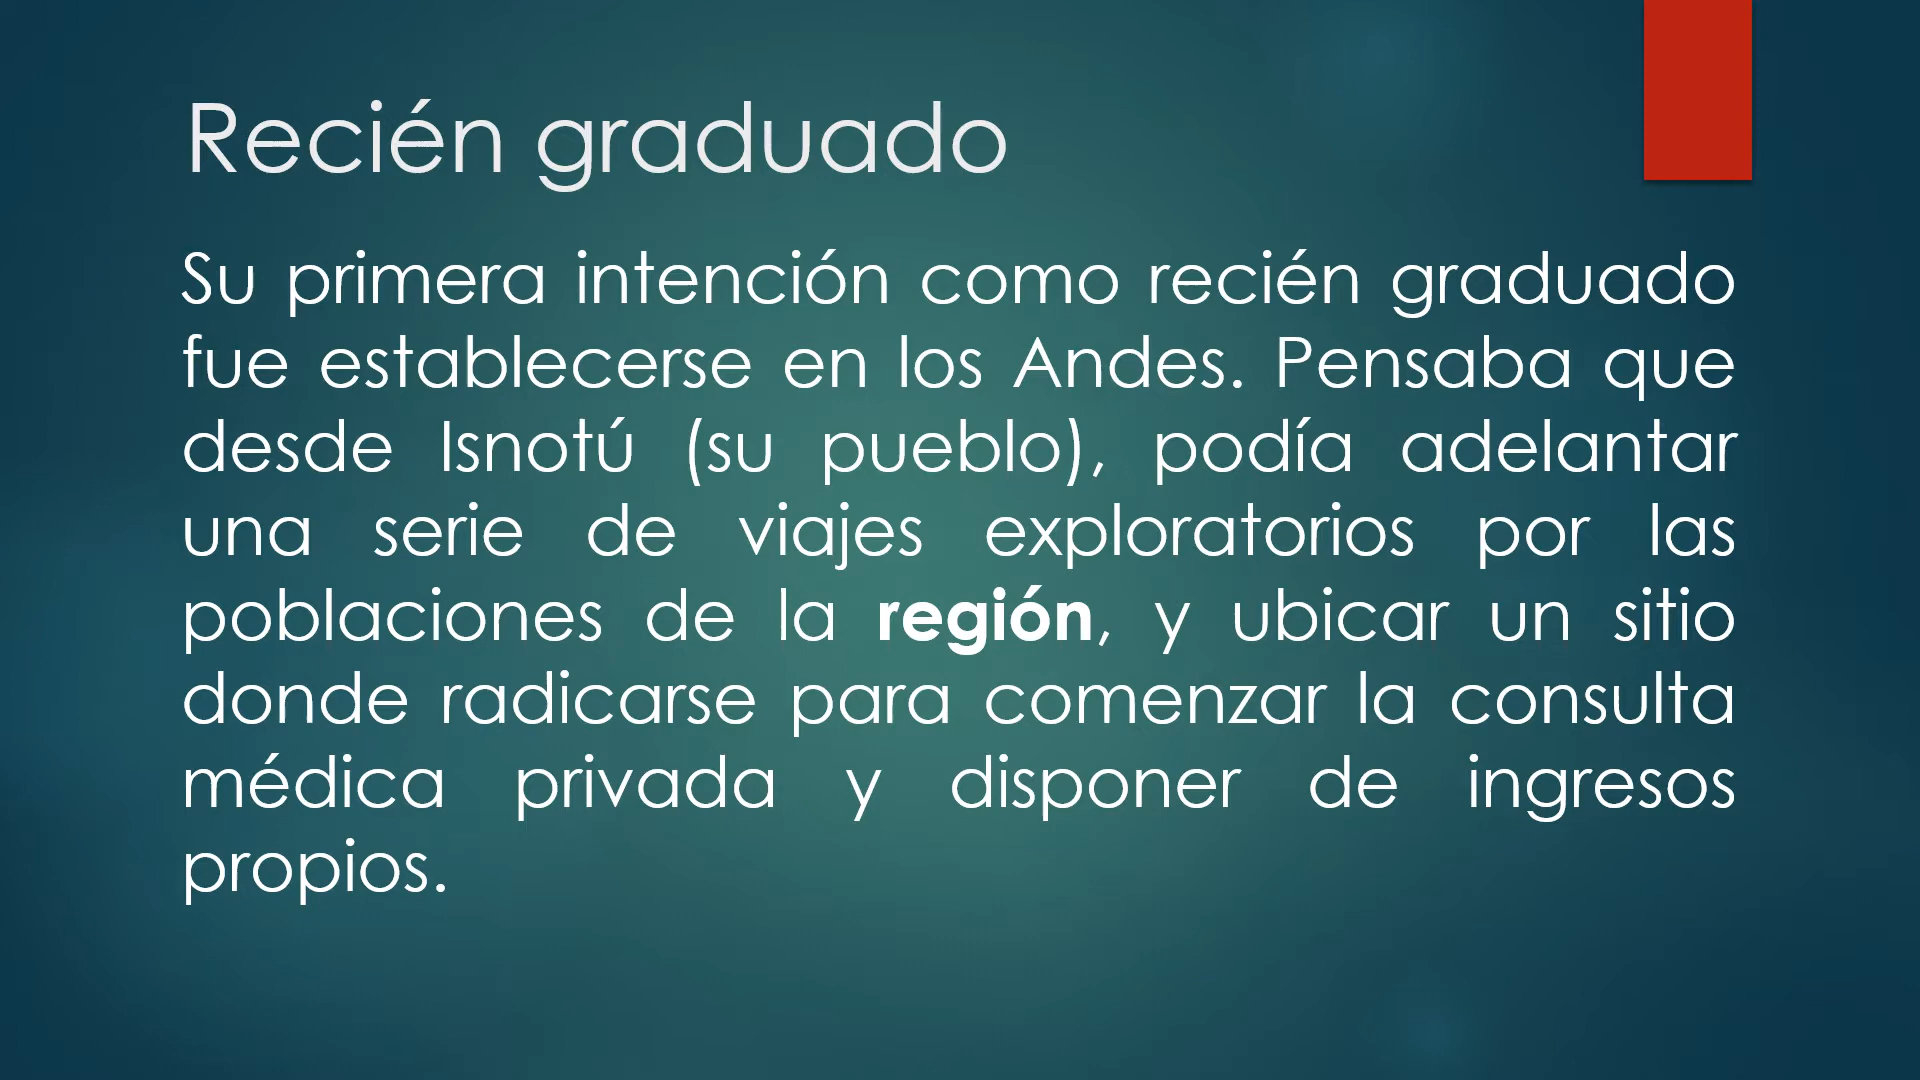 Recién graduado
Su primera intención como recién graduado
fue establecerse en los Andes. Pensaba que
desde Isnotú (su pueblo), podía adelantar
una serie de viajes exploratorios por las
poblaciones de la región, y ubicar un sitio
donde radicarse para comenzar la consulta
médica privada y disponer de ingresos
propios.